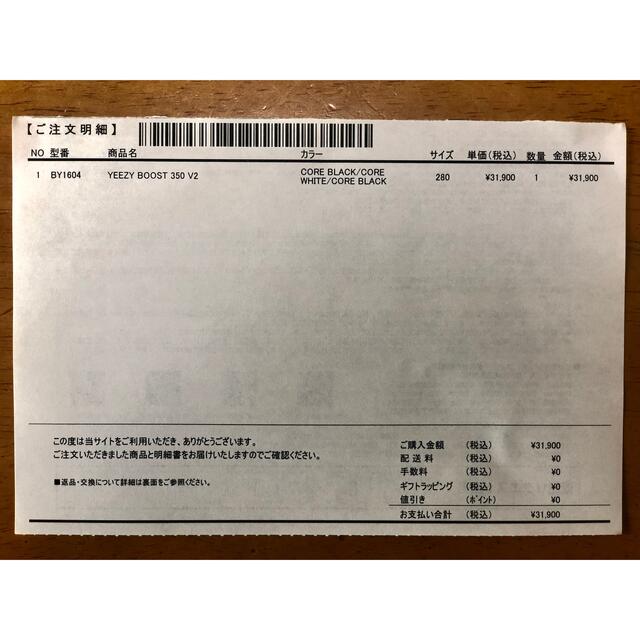 【ご注文明細】
NO 型番 商品名 カラー サイズ 単価(税込) 数量 金額(税込)
1 BY1604 YEEZY BOOST 350 V2 CORE BLACK/CORE WHITE/CORE BLACK 280 ¥31,900 1 ¥31,900
この度は当サイトをご利用いただき、ありがとうございます。
ご注文いただきました商品と明細書をお届けいたしますのでご確認ください。
■返品・交換について詳細は裏面をご参照ください。
ご購入金額 (税込) ¥31,900
配送料 (税込) ¥0
手数料 (税込) ¥0
ギフトラッピング (税込) ¥0
値引き (ポイント) ¥0
お支払い合計 (税込) ¥31,900